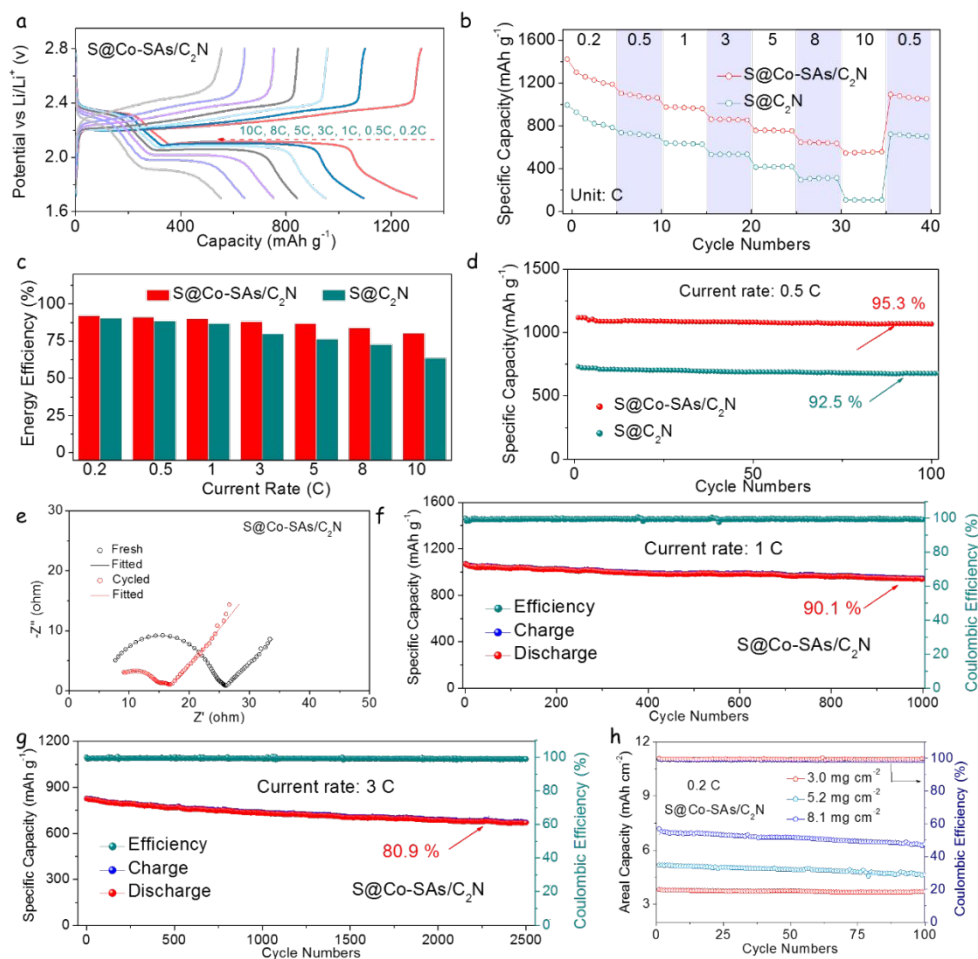 a
S@Co-SAs/C₂N
Potential vs Li/Li⁺ (v)
2.8
2.4
2.0
1.6
10C, 8C, 5C, 3C, 1C, 0.5C, 0.2C
0 400 800 1200
Capacity (mAh g⁻¹)
b
Specific Capacity(mAh g⁻¹)
1600
1200
800
400
0
0.2 0.5 1 3 5 8 10 0.5
S@Co-SAs/C₂N
S@C₂N
Unit: C
0 10 20 30 40
Cycle Numbers
c
Energy Efficiency (%)
100
75
50
25
0
S@Co-SAs/C₂N S@C₂N
0.2 0.5 1 3 5 8 10
Current Rate (C)
d
Specific Capacity(mAh g⁻¹)
1500
1000
500
0
Current rate: 0.5 C
95.3 %
92.5 %
S@Co-SAs/C₂N
S@C₂N
0 50 100
Cycle Numbers
e
-Z'' (ohm)
30
20
10
0
S@Co-SAs/C₂N
Fresh
Fitted
Cycled
Fitted
0 10 20 30 40 50
Z' (ohm)
f
Specific Capacity (mAh g⁻¹)
1600
1200
800
400
0
Current rate: 1 C
90.1 %
Efficiency
Charge
Discharge
S@Co-SAs/C₂N
100
80
60
40
20
0
Coulombic Efficiency (%)
0 200 400 600 800 1000
Cycle Numbers
g
Specific Capacity (mAh g⁻¹)
1200
900
600
300
0
Current rate: 3 C
80.9 %
Efficiency
Charge
Discharge
S@Co-SAs/C₂N
100
80
60
40
20
0
Coulombic Efficiency (%)
0 500 1000 1500 2000 2500
Cycle Numbers
h
Areal Capacity (mAh cm⁻²)
12
9
6
3
0.2 C
S@Co-SAs/C₂N
3.0 mg cm⁻²
5.2 mg cm⁻²
8.1 mg cm⁻²
100
80
60
40
20
0
Coulombic Efficiency (%)
0 25 50 75 100
Cycle Numbers